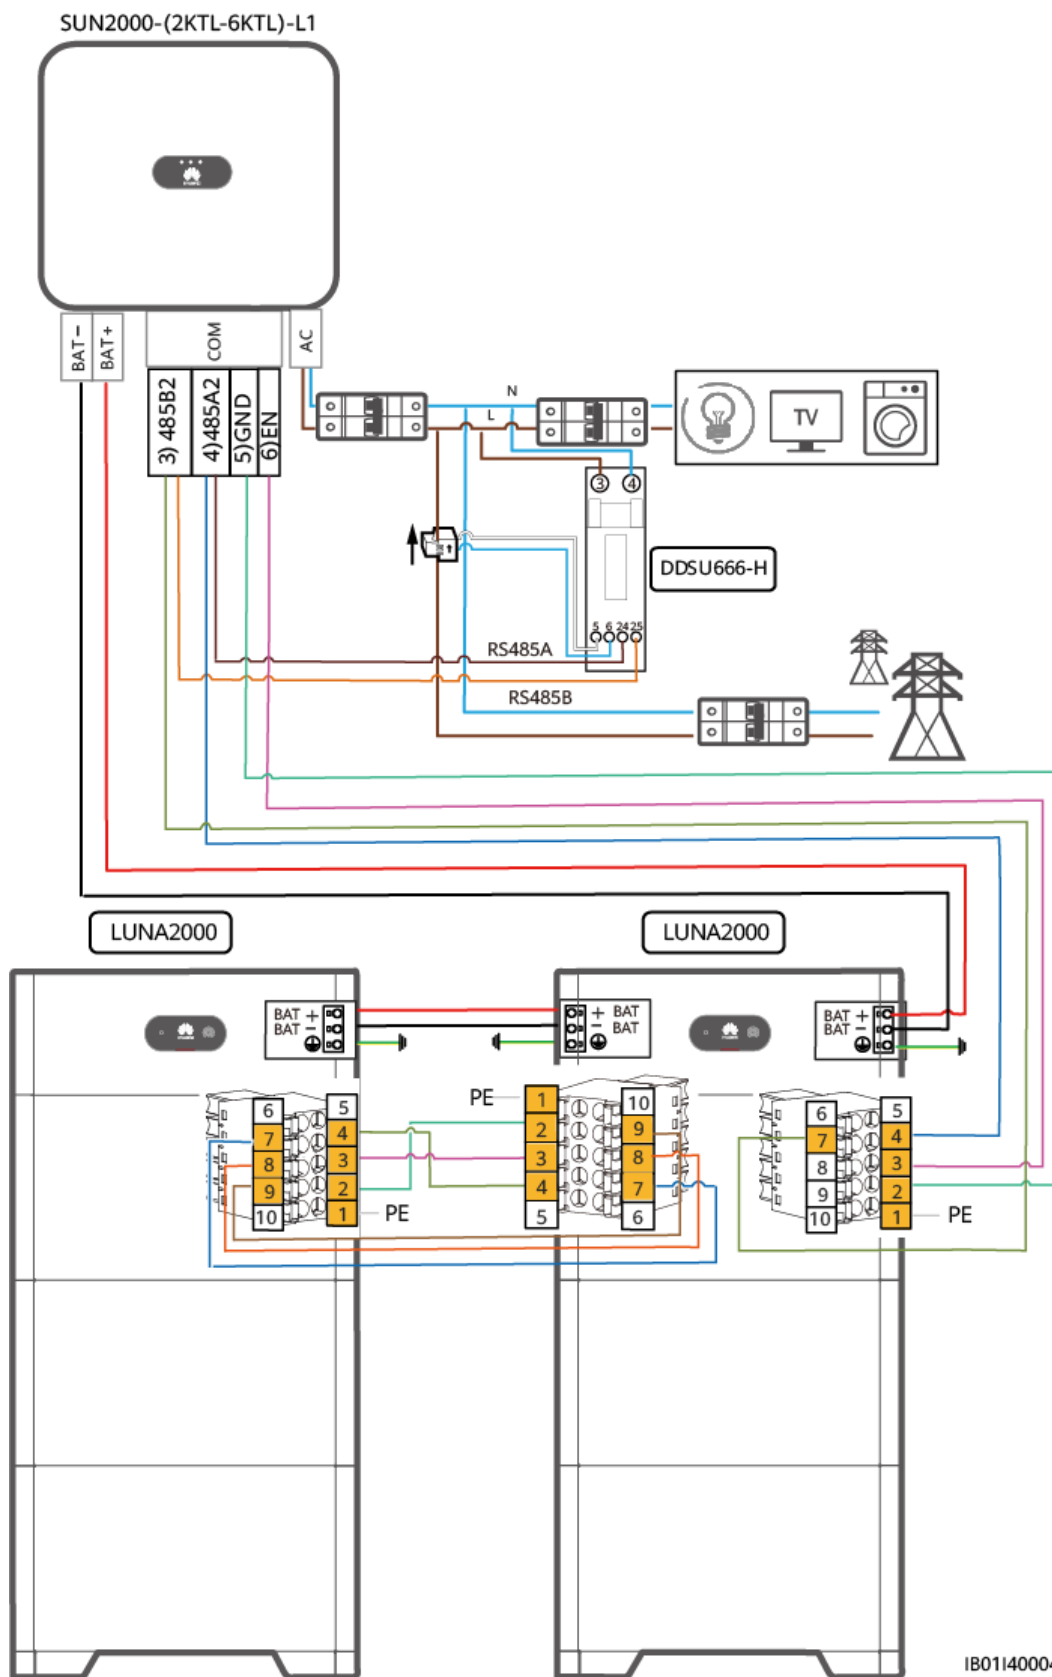 SUN2000-(2KTL-6KTL)-L1
BAT −
BAT +
COM
AC
3) 485B2
4)485A2
5)GND
6)EN
N
L
TV
3
4
DDSU666-H
5 6 24 25
RS485A
RS485B
LUNA2000
LUNA2000
BAT +
BAT −
+ BAT
− BAT
BAT +
BAT −
6
7
8
9
10
5
4
3
2
1
PE
PE
1
2
3
4
5
10
9
8
7
6
6
7
8
9
10
5
4
3
2
1
PE
IB01I40004